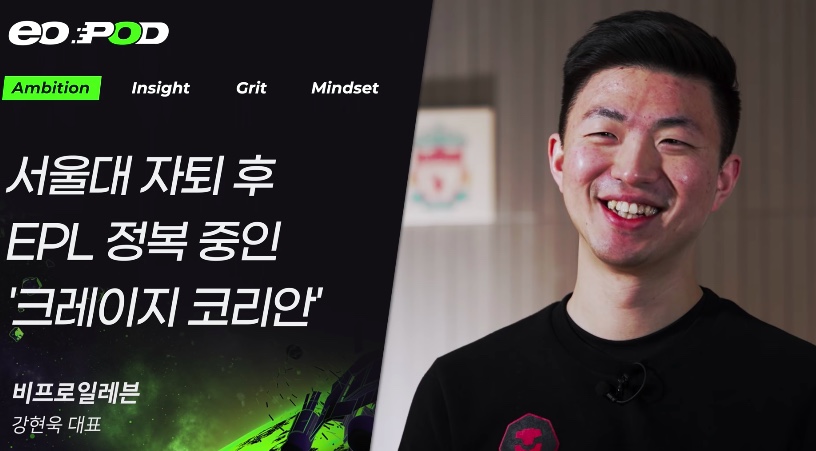 eo POD
Ambition Insight Grit Mindset
서울대 자퇴 후
EPL 정복 중인
'크레이지 코리안'
비프로일레븐
강현욱 대표